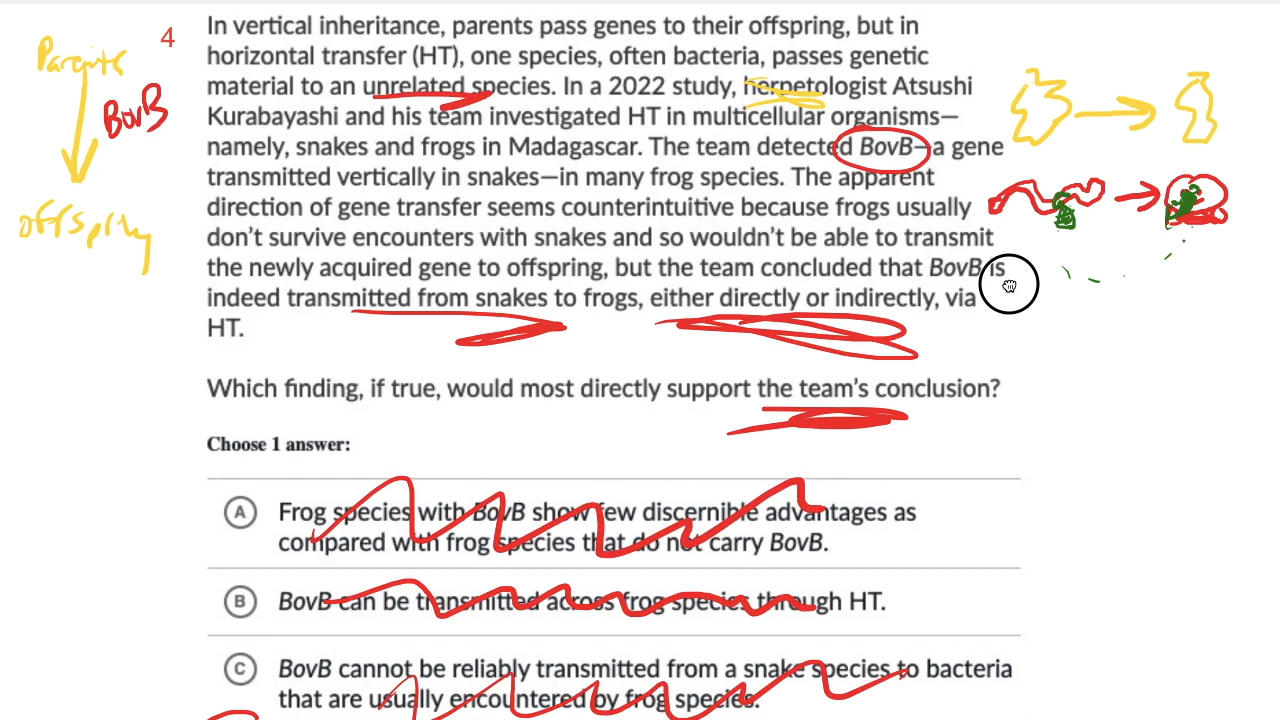 Parents
4
BovB
offspring
In vertical inheritance, parents pass genes to their offspring, but in
horizontal transfer (HT), one species, often bacteria, passes genetic
material to an unrelated species. In a 2022 study, herpetologist Atsushi
Kurabayashi and his team investigated HT in multicellular organisms—
namely, snakes and frogs in Madagascar. The team detected BovB—a gene
transmitted vertically in snakes—in many frog species. The apparent
direction of gene transfer seems counterintuitive because frogs usually
don't survive encounters with snakes and so wouldn't be able to transmit
the newly acquired gene to offspring, but the team concluded that BovB is
indeed transmitted from snakes to frogs, either directly or indirectly, via
HT.
Which finding, if true, would most directly support the team's conclusion?
Choose 1 answer:
A Frog species with BovB show few discernible advantages as
compared with frog species that do not carry BovB.
B BovB can be transmitted across frog species through HT.
C BovB cannot be reliably transmitted from a snake species to bacteria
that are usually encountered by frog species.